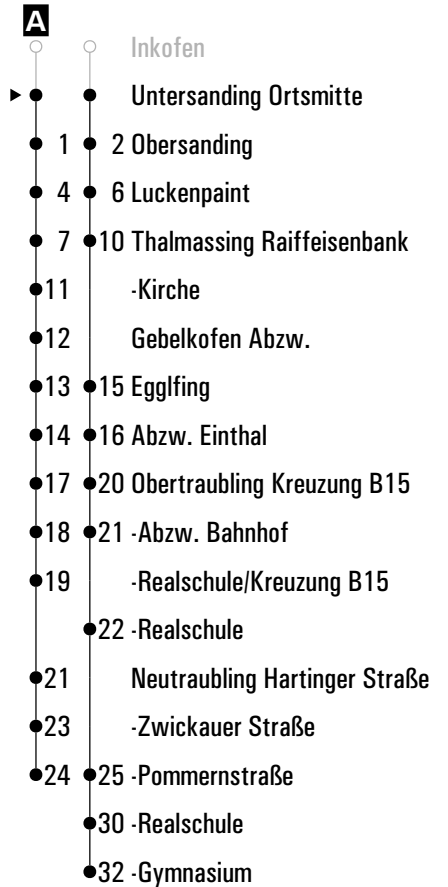 A
Inkofen
Untersanding Ortsmitte
1 2 Obersanding
4 6 Luckenpaint
7 10 Thalmassing Raiffeisenbank
11 -Kirche
12 Gebelkofen Abzw.
13 15 Egglfing
14 16 Abzw. Einthal
17 20 Obertraubling Kreuzung B15
18 21 -Abzw. Bahnhof
19 -Realschule/Kreuzung B15
22 -Realschule
21 Neutraubling Hartinger Straße
23 -Zwickauer Straße
24 25 -Pommernstraße
30 -Realschule
32 -Gymnasium